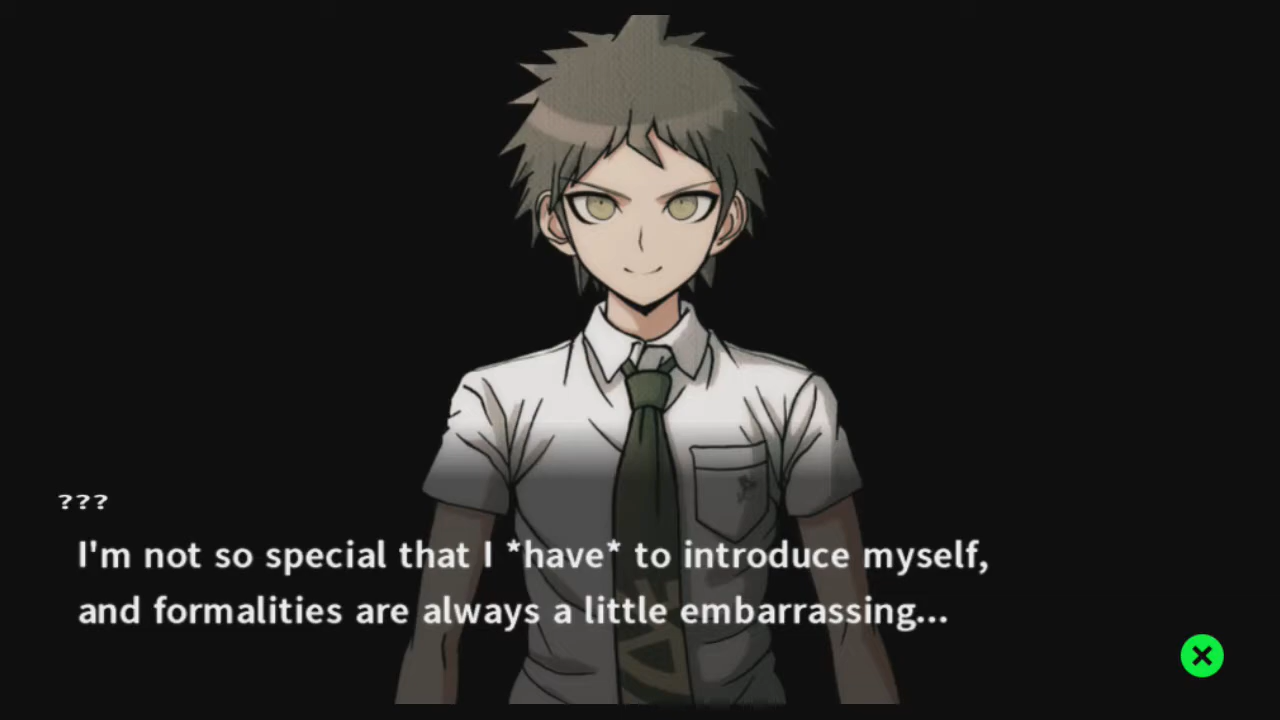 ???
I'm not so special that I *have* to introduce myself,
and formalities are always a little embarrassing...